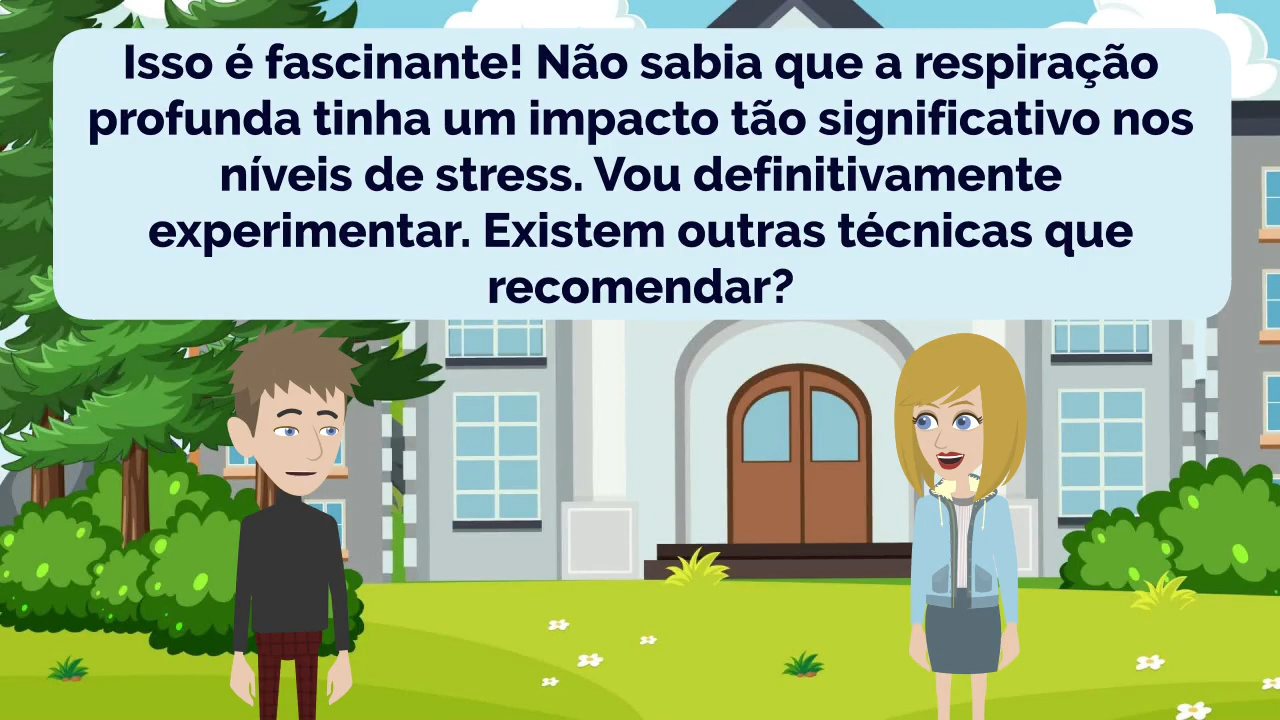 Isso é fascinante! Não sabia que a respiração
profunda tinha um impacto tão significativo nos
níveis de stress. Vou definitivamente
experimentar. Existem outras técnicas que
recomendar?